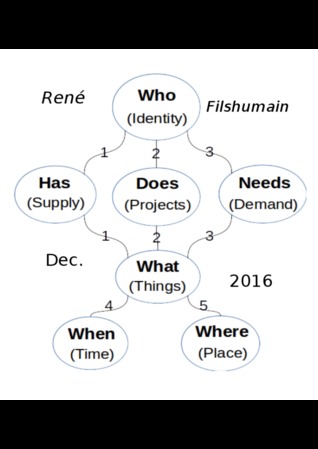 René
Who
Filshumain
(Identity)
1 2 3
Has
(Supply)
Does
(Projects)
Needs
(Demand)
1 2 3
Dec.
What
(Things)
2016
4 5
When
(Time)
Where
(Place)